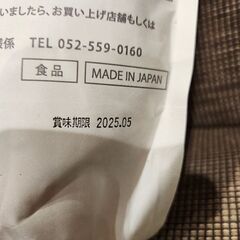 いましたら、お買い上げ店舗もしくは
係 TEL 052-559-0160
食品 MADE IN JAPAN
賞味期限 2025.05